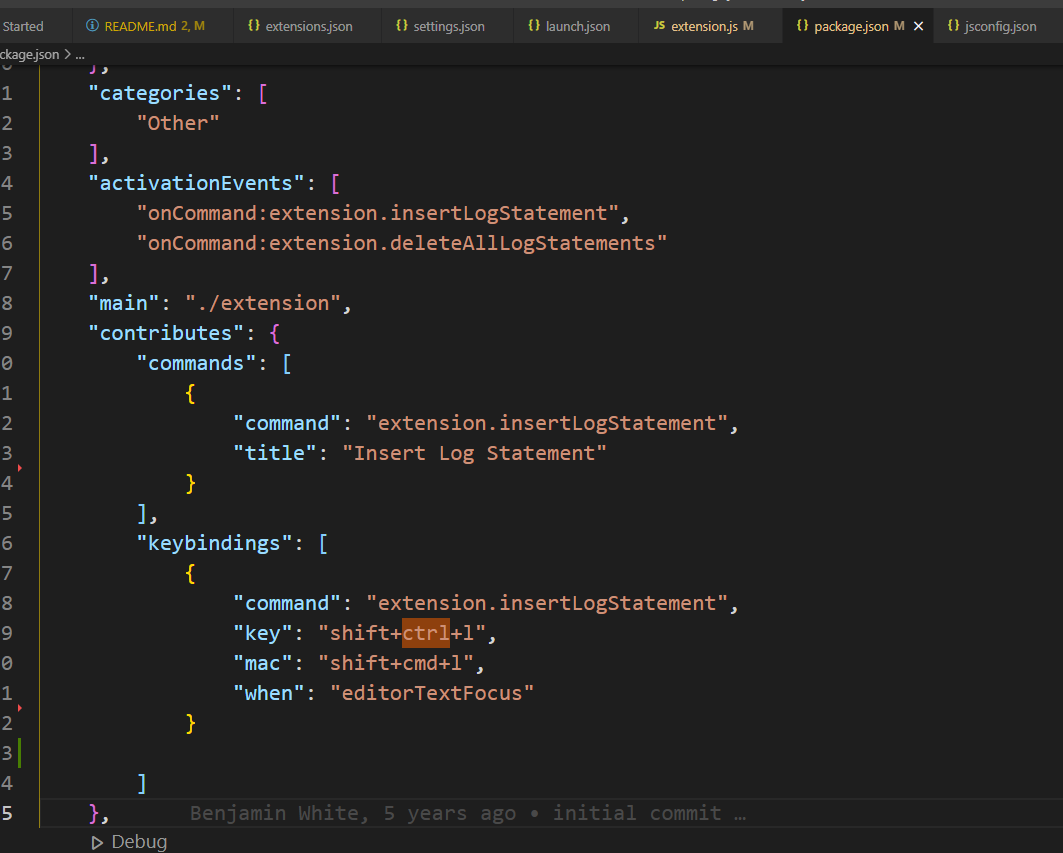 Started README.md 2, M {} extensions.json {} settings.json {} launch.json JS extension.js M {} package.json M {} jsconfig.json
ckage.json > ...
},
1 "categories": [
2 "Other"
3 ],
4 "activationEvents": [
5 "onCommand:extension.insertLogStatement",
6 "onCommand:extension.deleteAllLogStatements"
7 ],
8 "main": "./extension",
9 "contributes": {
0 "commands": [
1 {
2 "command": "extension.insertLogStatement",
3 "title": "Insert Log Statement"
4 }
5 ],
6 "keybindings": [
7 {
8 "command": "extension.insertLogStatement",
9 "key": "shift+ctrl+l",
0 "mac": "shift+cmd+l",
1 "when": "editorTextFocus"
2 }
3
4 ]
5 }, Benjamin White, 5 years ago • initial commit …
Debug